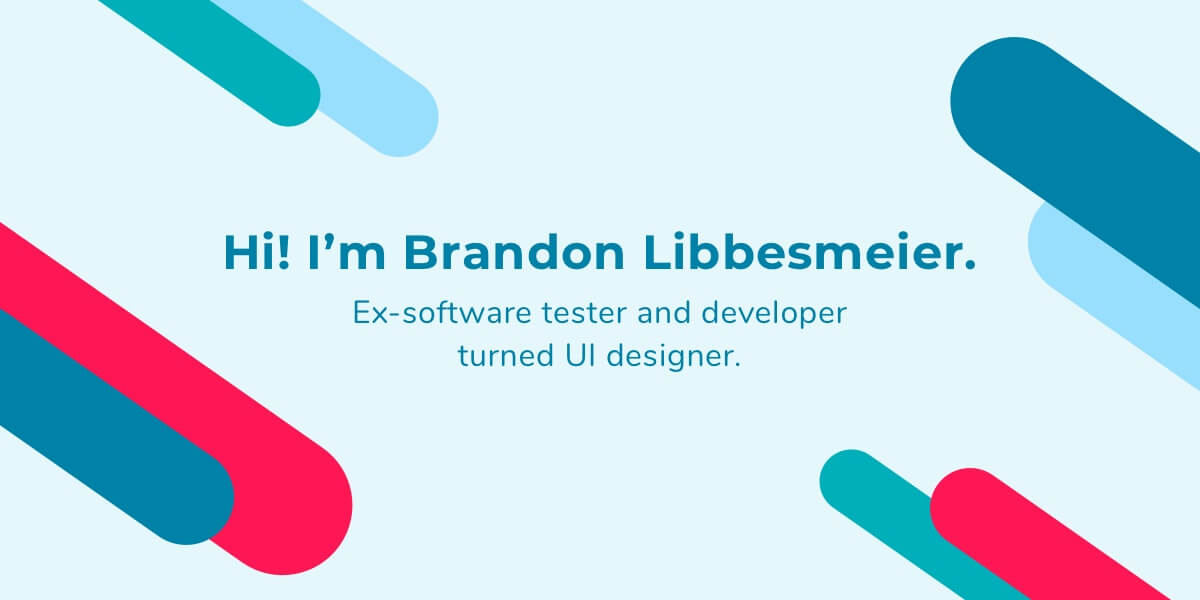 Hi! I’m Brandon Libbesmeier.
Ex-software tester and developer
turned UI designer.